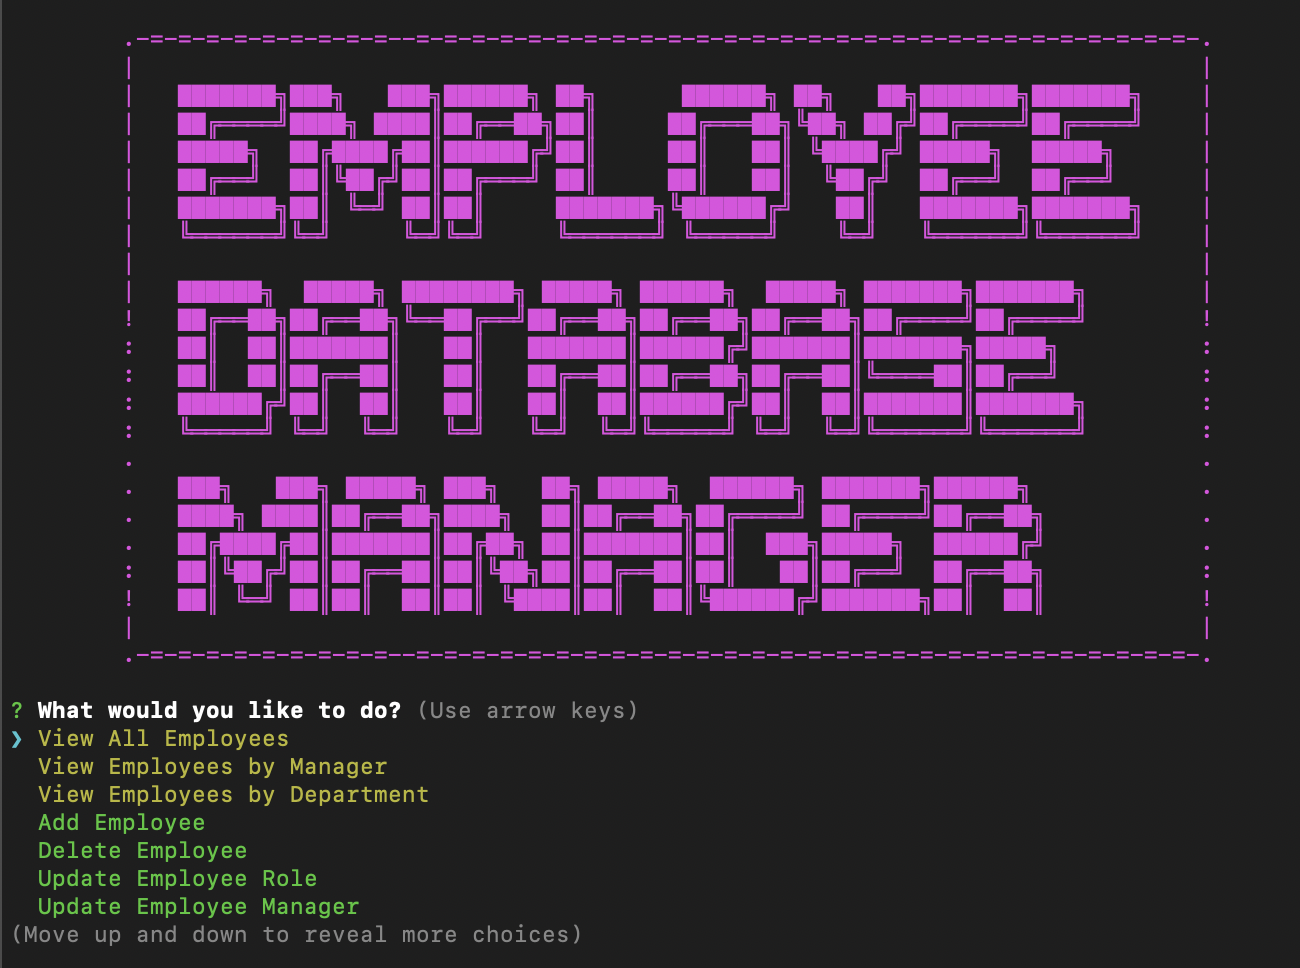 EMPLOYEE
DATABASE
MANAGER
? What would you like to do? (Use arrow keys)
❯ View All Employees
View Employees by Manager
View Employees by Department
Add Employee
Delete Employee
Update Employee Role
Update Employee Manager
(Move up and down to reveal more choices)